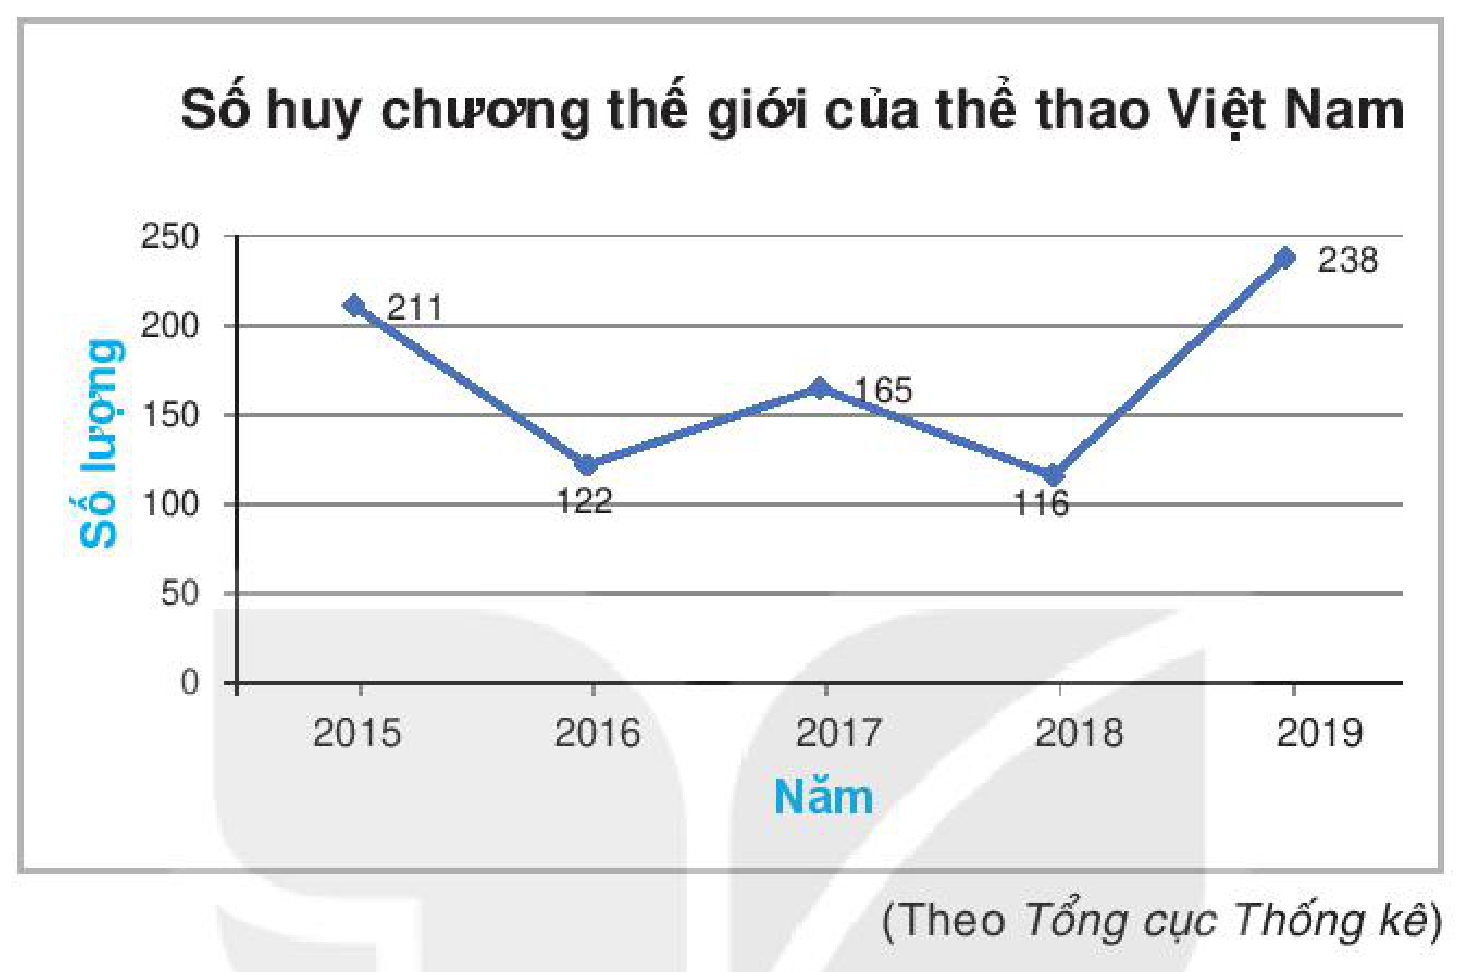 Số huy chương thế giới của thể thao Việt Nam
250
200
150
100
50
0
Số lượng
211
122
165
116
238
2015 2016 2017 2018 2019
Năm
(Theo Tổng cục Thống kê)